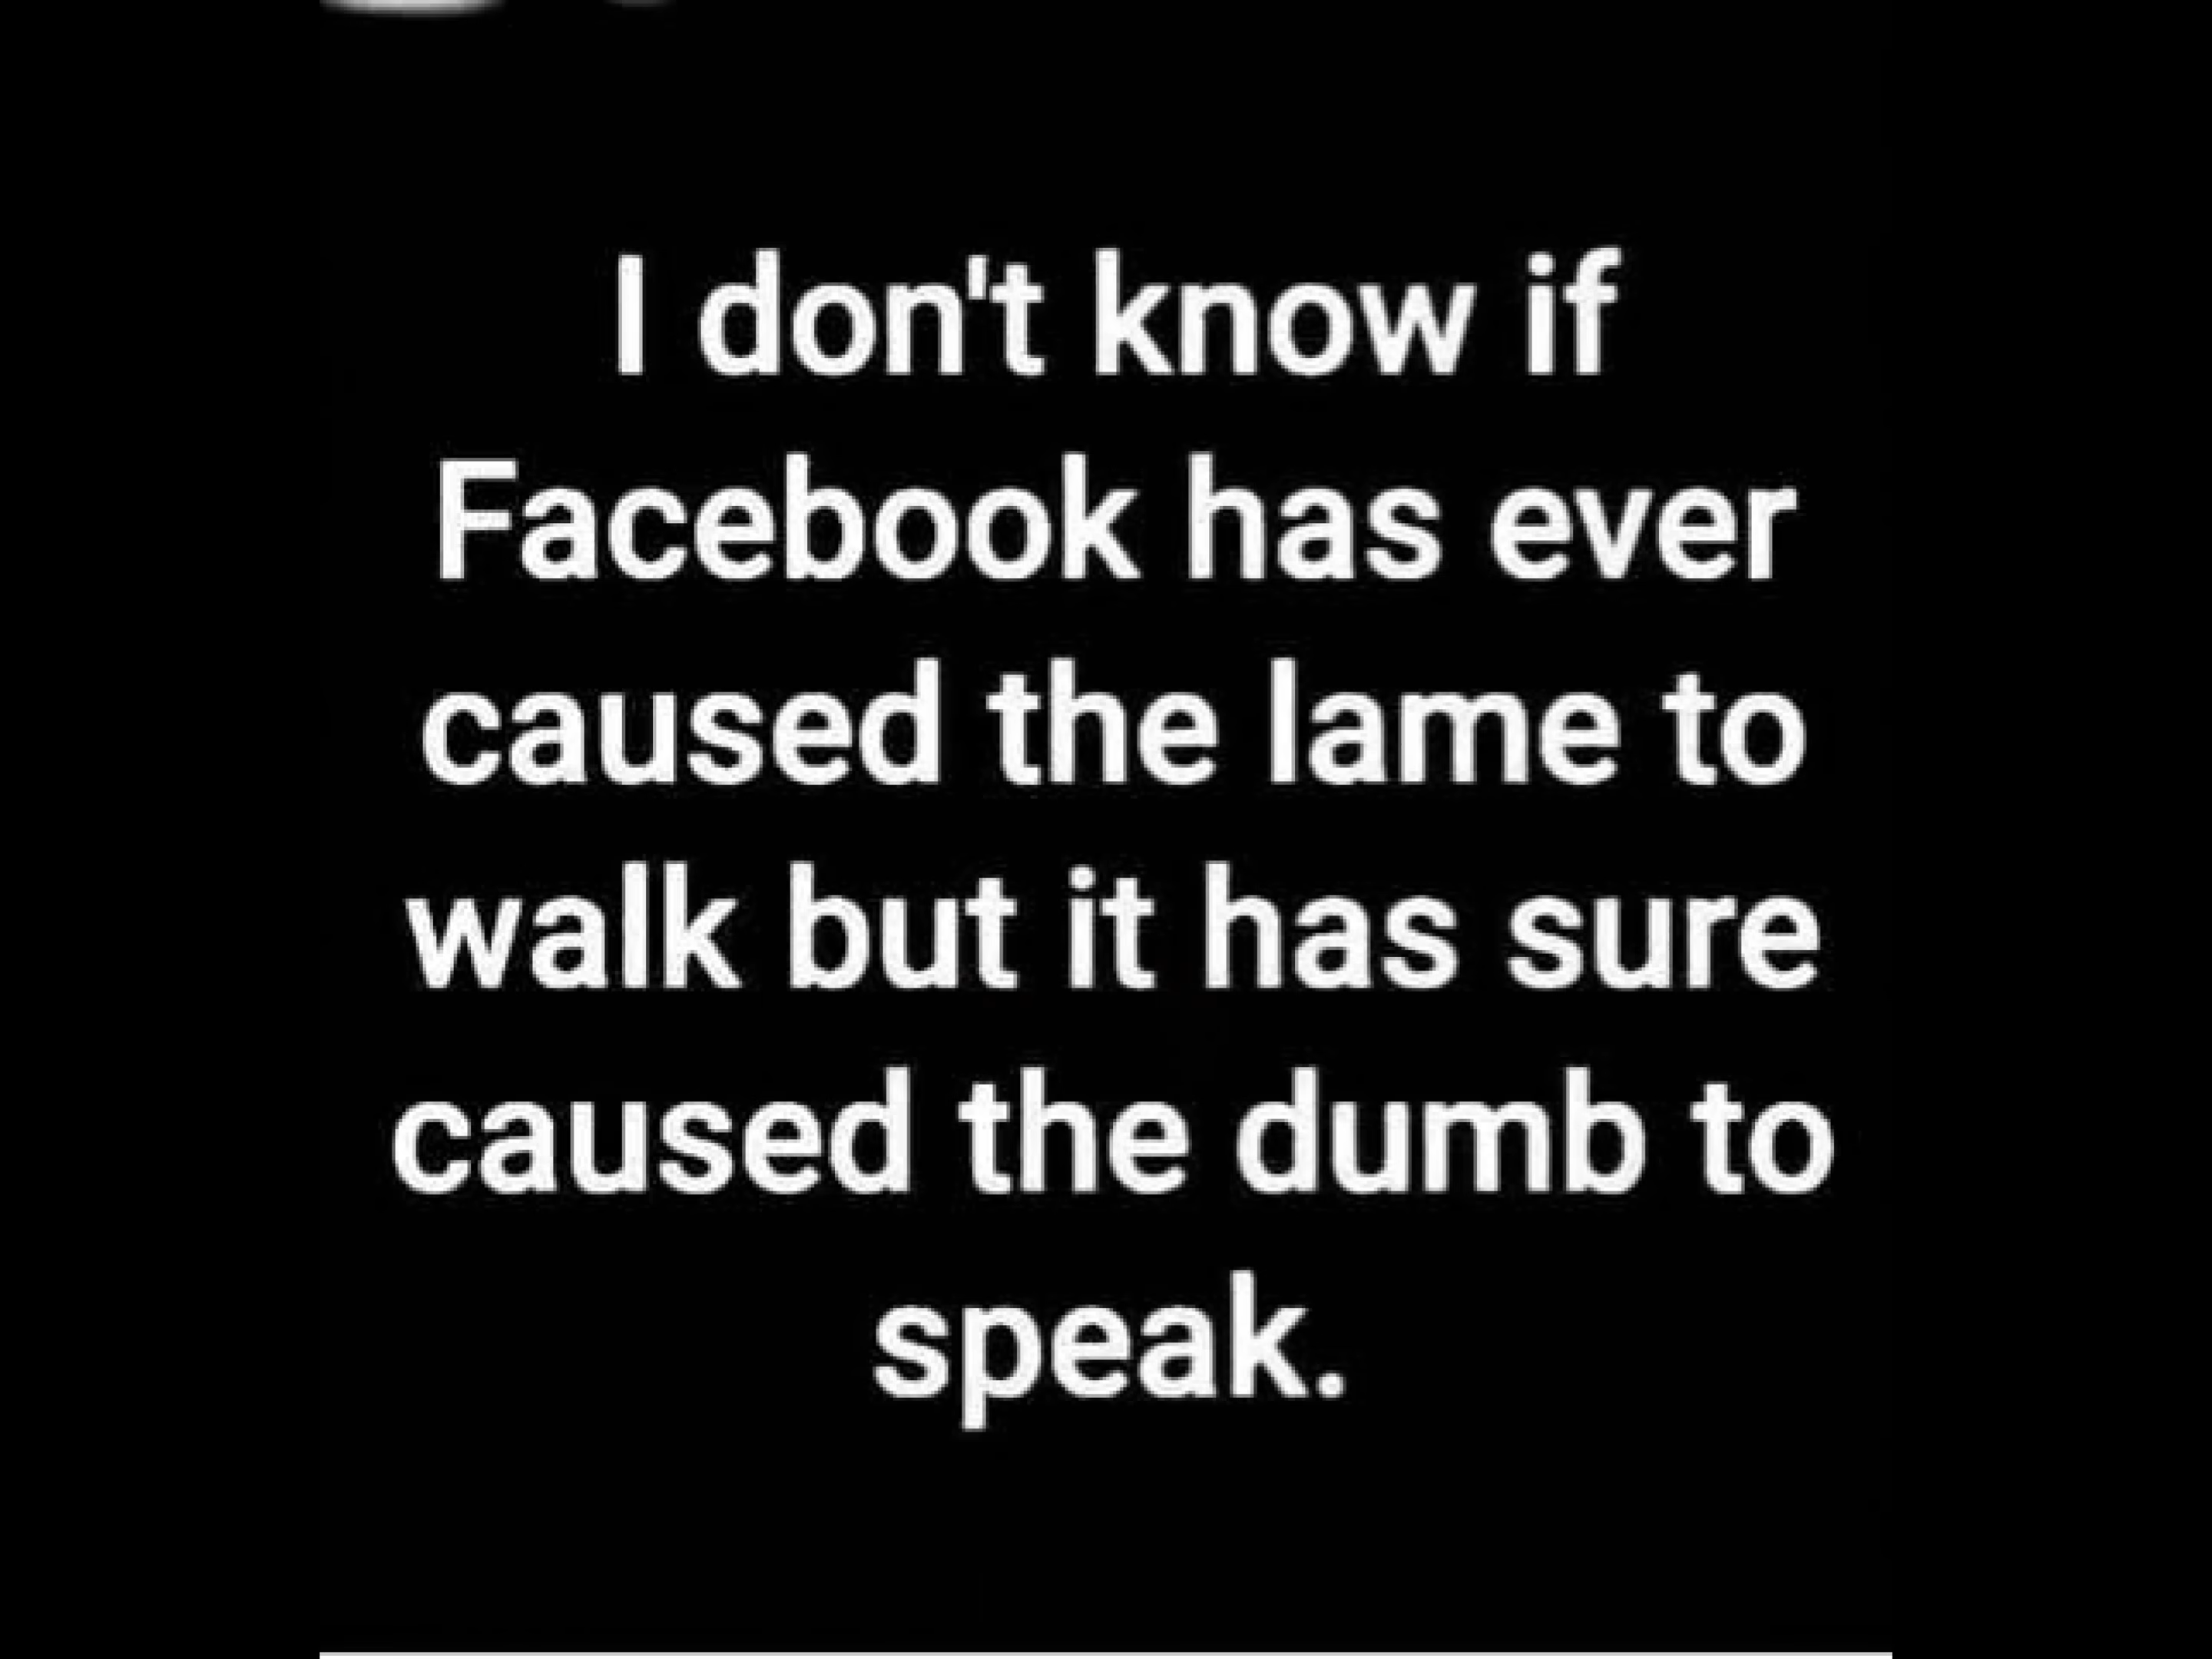 I don't know if
Facebook has ever
caused the lame to
walk but it has sure
caused the dumb to
speak.